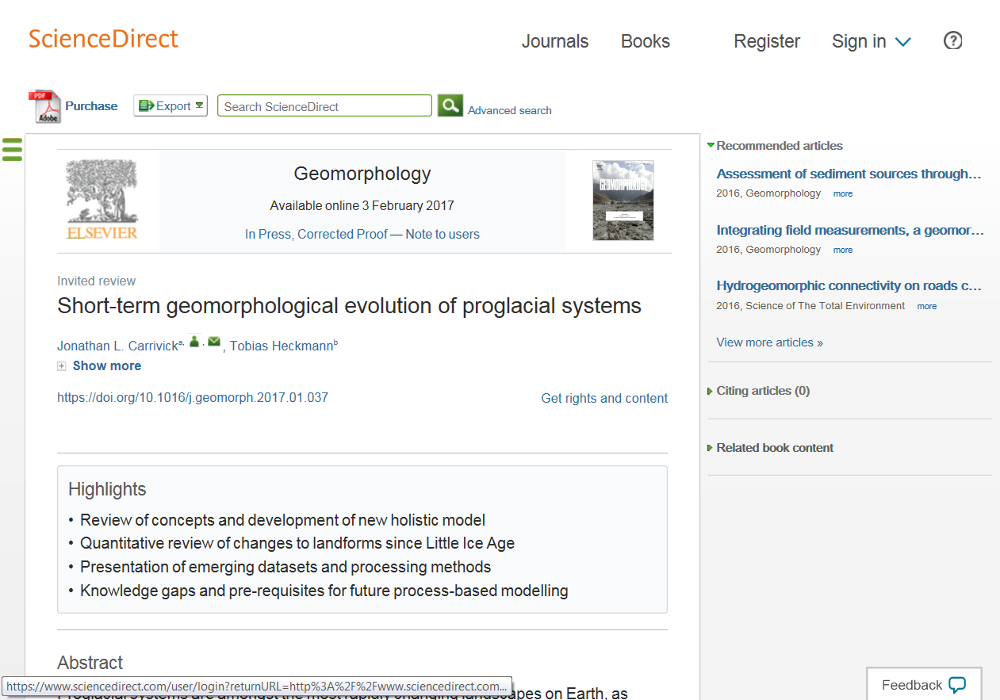 ScienceDirect
Journals Books Register Sign in ?
PDF
Adobe
Purchase Export Search ScienceDirect Advanced search
ELSEVIER
Geomorphology
Available online 3 February 2017
In Press, Corrected Proof — Note to users
GEOMORPHOLOGY
Invited review
Short-term geomorphological evolution of proglacial systems
Jonathan L. Carrivick a, , , Tobias Heckmann b
Show more
https://doi.org/10.1016/j.geomorph.2017.01.037 Get rights and content
Highlights
• Review of concepts and development of new holistic model
• Quantitative review of changes to landforms since Little Ice Age
• Presentation of emerging datasets and processing methods
• Knowledge gaps and pre-requisites for future process-based modelling
Abstract
https://www.sciencedirect.com/user/login?returnURL=http%3A%2F%2Fwww.sciencedirect.com...
Proglacial systems are amongst the most rapidly changing landscapes on Earth, as
Recommended articles
Assessment of sediment sources through...
2016, Geomorphology more
Integrating field measurements, a geomor...
2016, Geomorphology more
Hydrogeomorphic connectivity on roads c...
2016, Science of The Total Environment more
View more articles »
Citing articles (0)
Related book content
Feedback